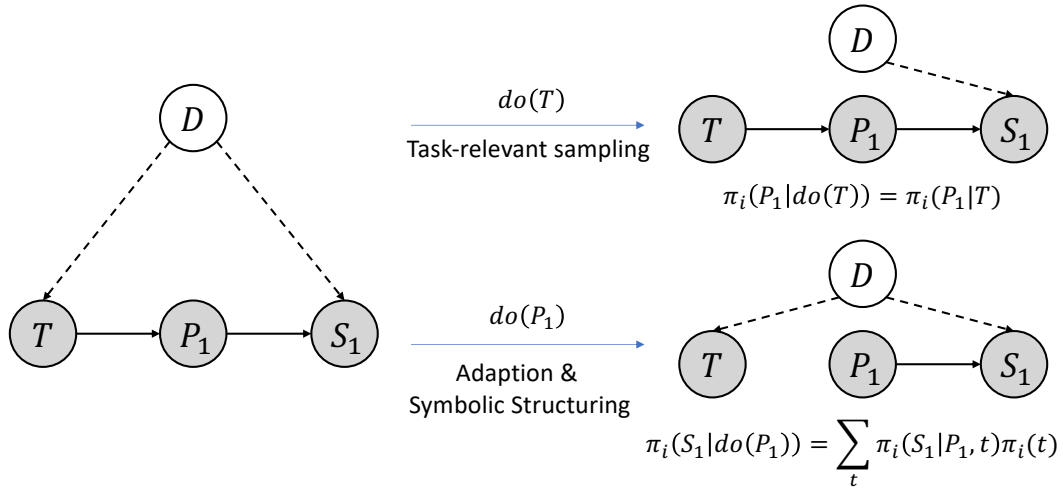 D
T
P₁
S₁
do(T)
Task-relevant sampling
D
T
P₁
S₁
πᵢ(P₁|do(T)) = πᵢ(P₁|T)
do(P₁)
Adaption &
Symbolic Structuring
D
T
P₁
S₁
πᵢ(S₁|do(P₁)) = ∑ₜ πᵢ(S₁|P₁, t)πᵢ(t)